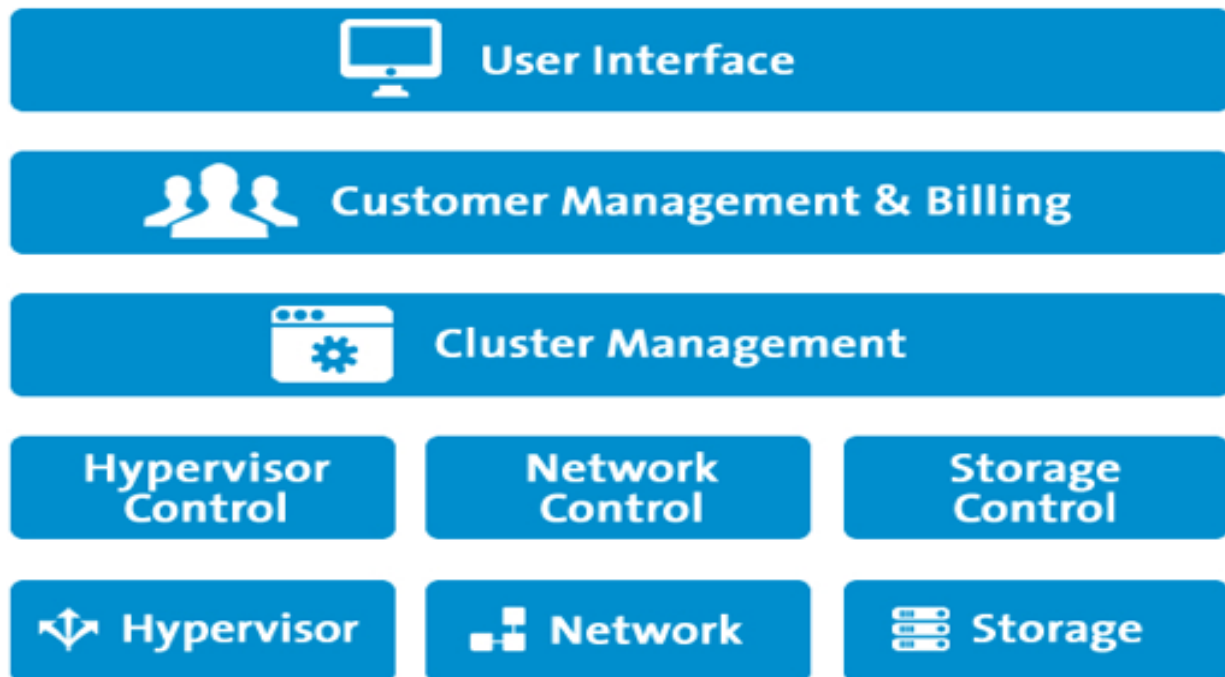 User Interface
Customer Management & Billing
Cluster Management
Hypervisor
Control
Network
Control
Storage
Control
Hypervisor
Network
Storage